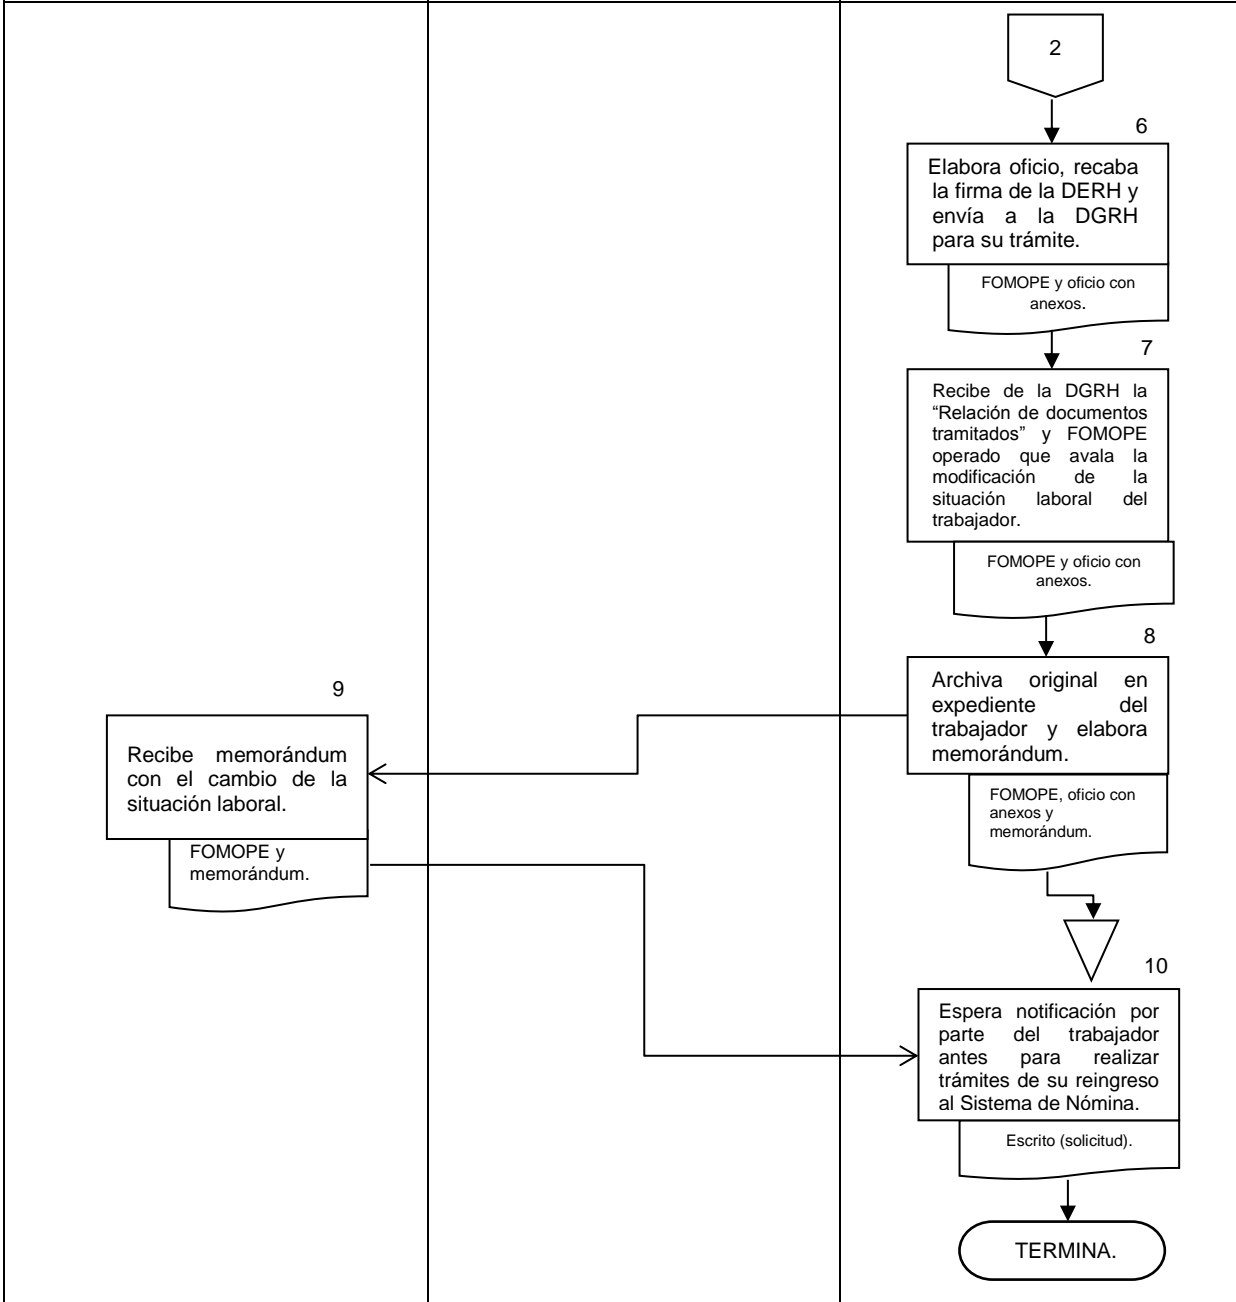 2
6
Elabora oficio, recaba
la firma de la DERH y
envía a la DGRH
para su trámite.
FOMOPE y oficio con
anexos.
7
Recibe de la DGRH la
“Relación de documentos
tramitados” y FOMOPE
operado que avala la
modificación de la
situación laboral del
trabajador.
FOMOPE y oficio con
anexos.
8
Archiva original en
expediente del
trabajador y elabora
memorándum.
FOMOPE, oficio con
anexos y
memorándum.
9
Recibe memorándum
con el cambio de la
situación laboral.
FOMOPE y
memorándum.
10
Espera notificación por
parte del trabajador
antes para realizar
trámites de su reingreso
al Sistema de Nómina.
Escrito (solicitud).
TERMINA.